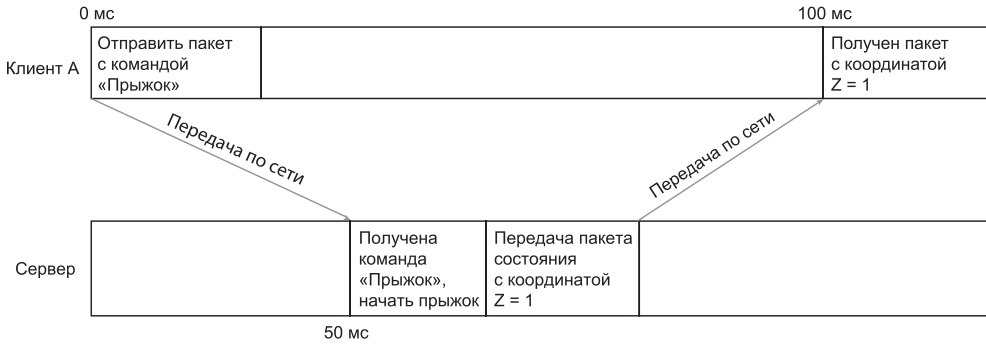 0 мс
100 мс
Клиент А
Отправить пакет
с командой
«Прыжок»
Получен пакет
с координатой
Z = 1
Передача по сети
Передача по сети
Сервер
Получена
команда
«Прыжок»,
начать прыжок
Передача пакета
состояния
с координатой
Z = 1
50 мс